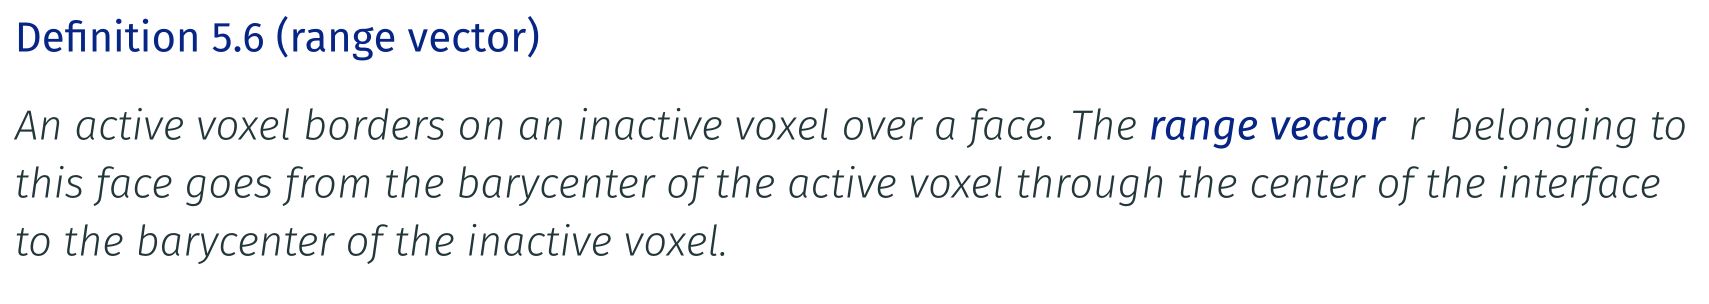 Definition 5.6 (range vector)
An active voxel borders on an inactive voxel over a face. The range vector r belonging to
this face goes from the barycenter of the active voxel through the center of the interface
to the barycenter of the inactive voxel.